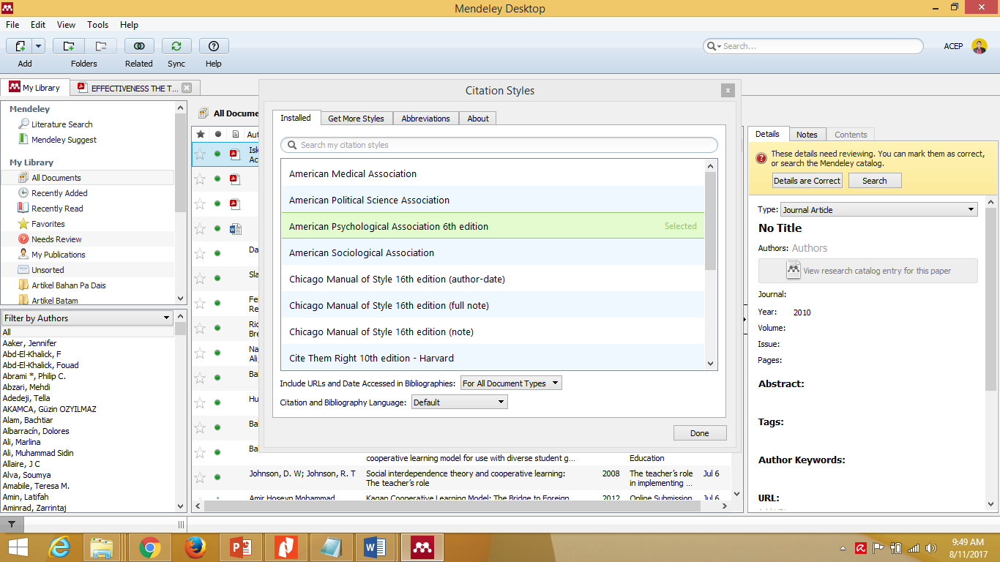 Mendeley Desktop
File Edit View Tools Help
Search...
ACEP
Add Folders Related Sync Help
My Library
EFFECTIVENESS THE T...
Mendeley
Literature Search
Mendeley Suggest
My Library
All Documents
Recently Added
Recently Read
Favorites
Needs Review
My Publications
Unsorted
Artikel Bahan Pa Dais
Artikel Batam
Filter by Authors
All
Aaker, Jennifer
Abd-El-Khalick, F
Abd-El-Khalick, Fouad
Abrami *, Philip C.
Abzari, Mehdi
Adedeji, Tella
AKAMCA, Güzin OZYILMAZ
Alam, Bachtiar
Albarracín, Dolores
Ali, Marlina
Ali, Muhammad Sidin
Allaire, J C
Alva, Soumya
Amabile, Teresa M.
Amin, Latifah
Aminrad, Zarrintaj
All Docume
Aut
Isk
Ac
Da
Sla
Fel
Re
Ric
Bre
Na
Ali,
Bal
Hu
Bal
Bal
cooperative learning model for use with diverse student g...
Education
Johnson, D. W; Johnson, R. T
Social interdependence theory and cooperative learning:
The teacher's role
2008
The teacher's role
in implementing ...
Jul 6
Amir Hoseyn Mohammad
Kagan Cooperative Learning Model: The Bridge to Foreign
2012
Online Submission
Jul 6
Citation Styles
Installed
Get More Styles
Abbreviations
About
Search my citation styles
American Medical Association
American Political Science Association
American Psychological Association 6th edition
Selected
American Sociological Association
Chicago Manual of Style 16th edition (author-date)
Chicago Manual of Style 16th edition (full note)
Chicago Manual of Style 16th edition (note)
Cite Them Right 10th edition - Harvard
Include URLs and Date Accessed in Bibliographies: For All Document Types
Citation and Bibliography Language: Default
Done
Details
Notes
Contents
These details need reviewing. You can mark them as correct,
or search the Mendeley catalog.
Details are Correct
Search
Type: Journal Article
No Title
Authors: Authors
View research catalog entry for this paper
Journal:
Year: 2010
Volume:
Issue:
Pages:
Abstract:
Tags:
Author Keywords:
URL:
9:49 AM
8/11/2017